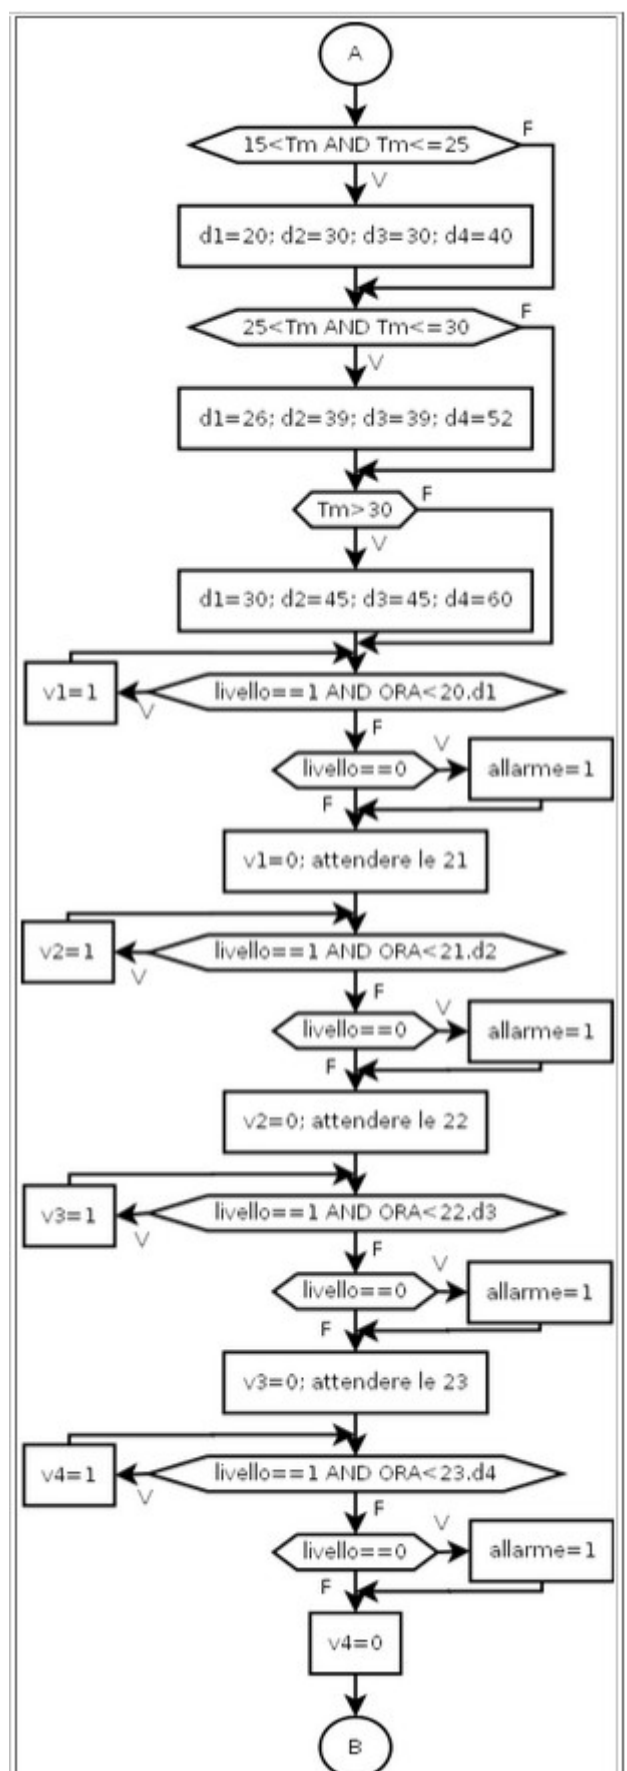 A
15<Tm AND Tm<=25
F
V
d1=20; d2=30; d3=30; d4=40
25<Tm AND Tm<=30
F
V
d1=26; d2=39; d3=39; d4=52
Tm>30
F
V
d1=30; d2=45; d3=45; d4=60
v1=1
V
livello==1 AND ORA<20.d1
F
livello==0
V
allarme=1
F
v1=0; attendere le 21
v2=1
V
livello==1 AND ORA<21.d2
F
livello==0
V
allarme=1
F
v2=0; attendere le 22
v3=1
V
livello==1 AND ORA<22.d3
F
livello==0
V
allarme=1
F
v3=0; attendere le 23
v4=1
V
livello==1 AND ORA<23.d4
F
livello==0
V
allarme=1
F
v4=0
B